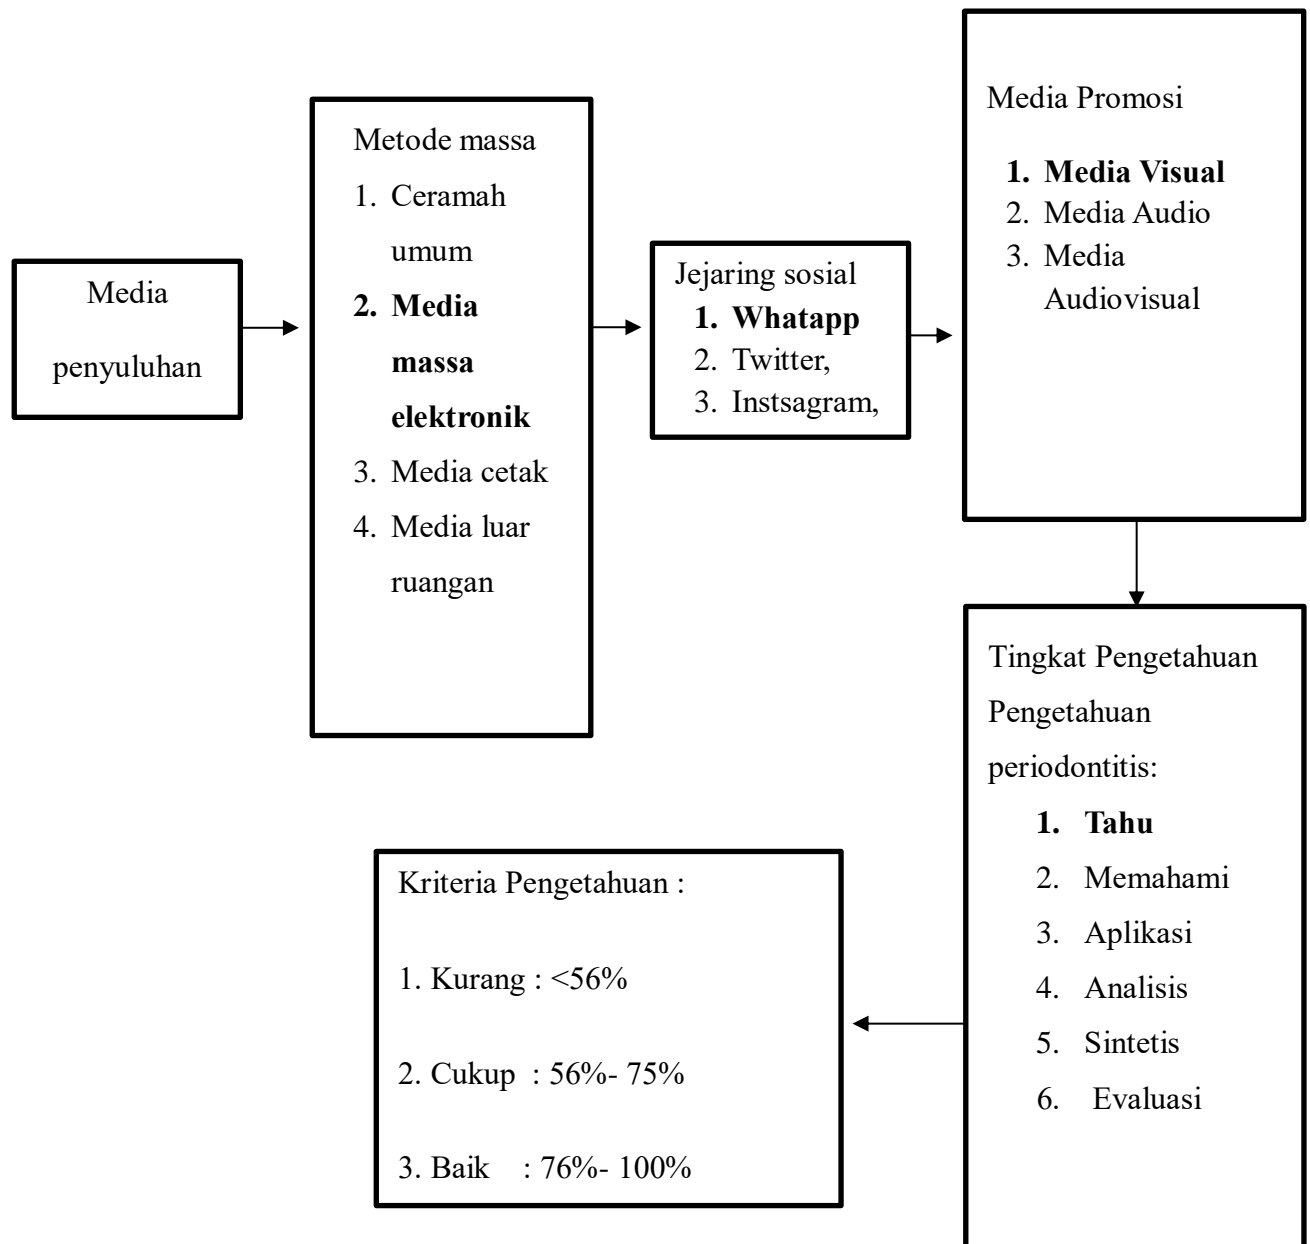 Media
penyuluhan
Metode massa
1. Ceramah
umum
2. Media
massa
elektronik
3. Media cetak
4. Media luar
ruangan
Jejaring sosial
1. Whatapp
2. Twitter,
3. Instsagram,
Media Promosi
1. Media Visual
2. Media Audio
3. Media
Audiovisual
Tingkat Pengetahuan
Pengetahuan
periodontitis:
1. Tahu
2. Memahami
3. Aplikasi
4. Analisis
5. Sintetis
6. Evaluasi
Kriteria Pengetahuan :
1. Kurang : <56%
2. Cukup : 56%- 75%
3. Baik : 76%- 100%